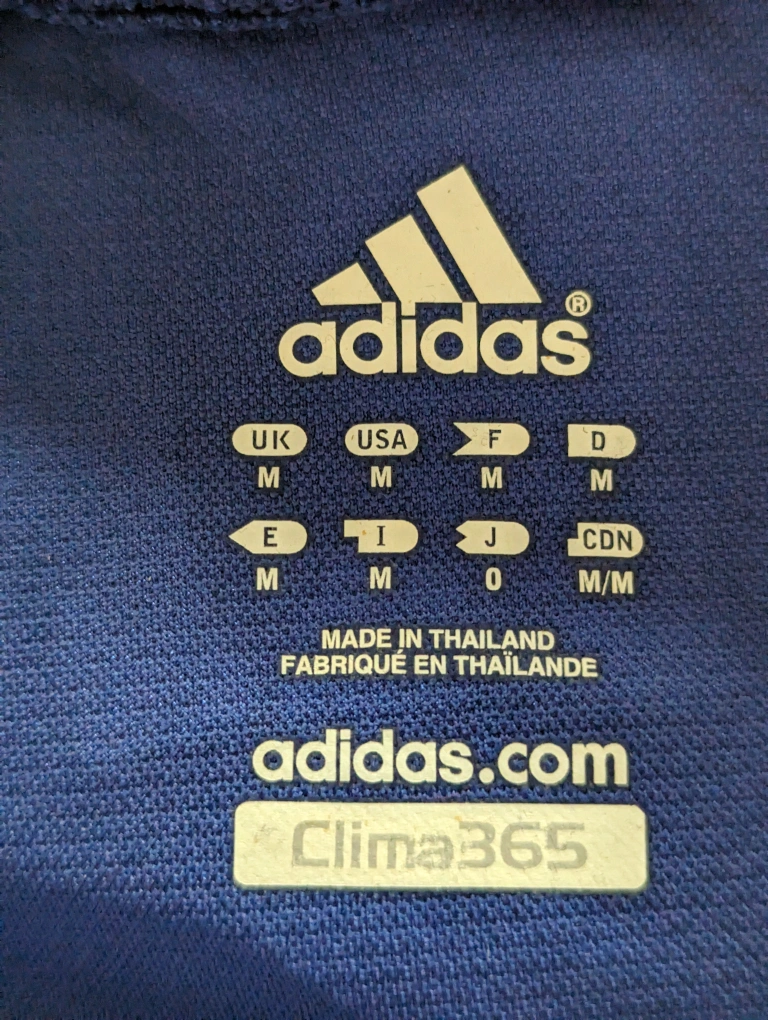 adidas®
UK USA F D
M M M M
E I J CDN
M M O M/M
MADE IN THAILAND
FABRIQUÉ EN THAÏLANDE
adidas.com
Clima365